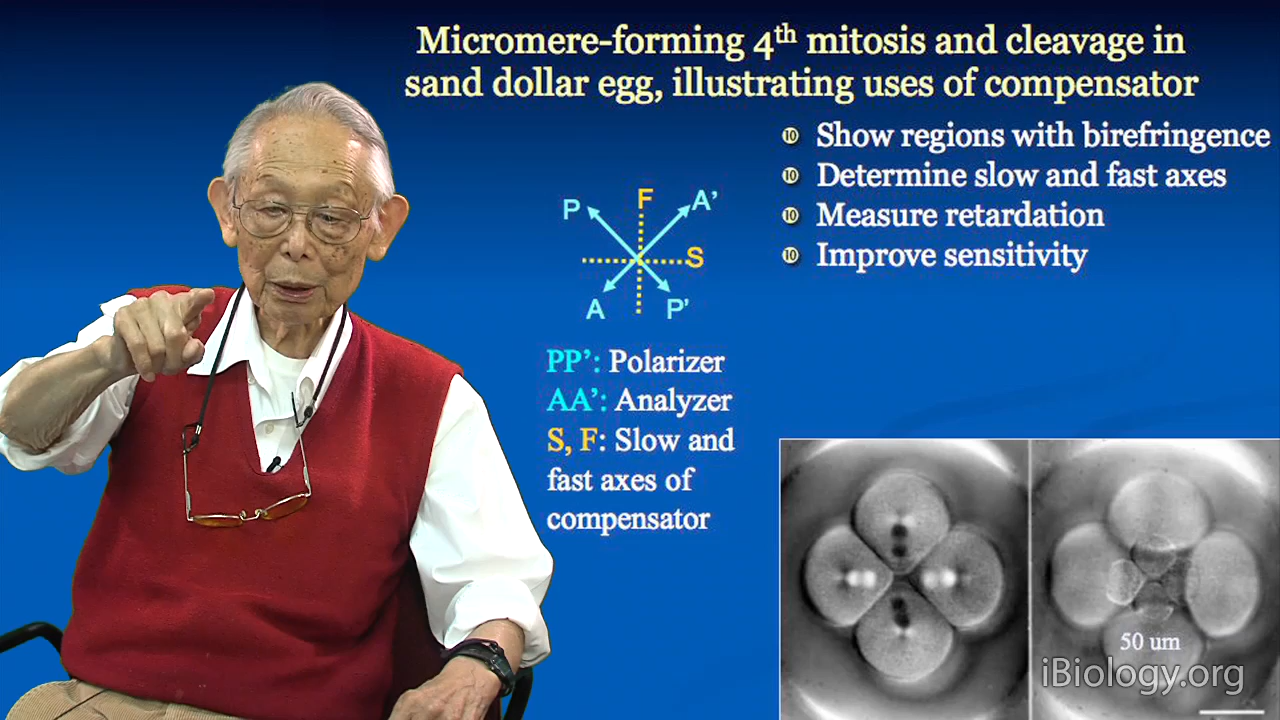 Micromere-forming 4th mitosis and cleavage in
sand dollar egg, illustrating uses of compensator
Show regions with birefringence
Determine slow and fast axes
Measure retardation
Improve sensitivity
P
F
A’
S
A
P’
PP’: Polarizer
AA’: Analyzer
S, F: Slow and
fast axes of
compensator
50 um
iBiology.org